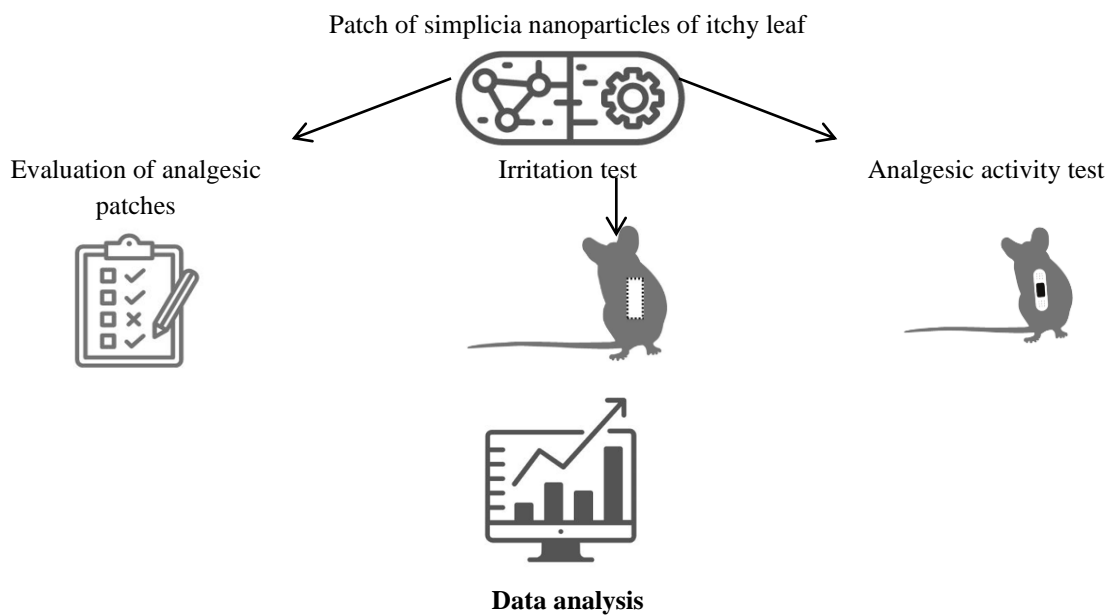 Patch of simplicia nanoparticles of itchy leaf
Evaluation of analgesic
patches
Irritation test
Analgesic activity test
Data analysis